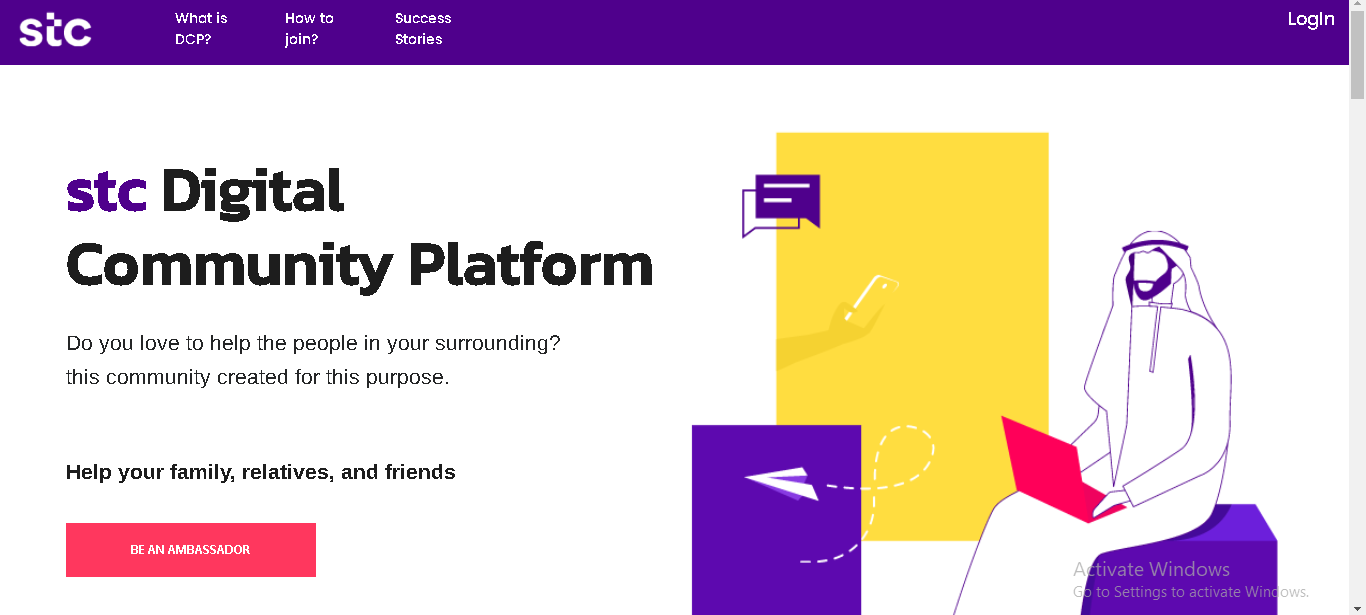 stc
What is
DCP?
How to
join?
Success
Stories
LogIn
stc Digital
Community Platform
Do you love to help the people in your surrounding?
this community created for this purpose.
Help your family, relatives, and friends
BE AN AMBASSADOR
Activate Windows
Go to Settings to activate Windows.